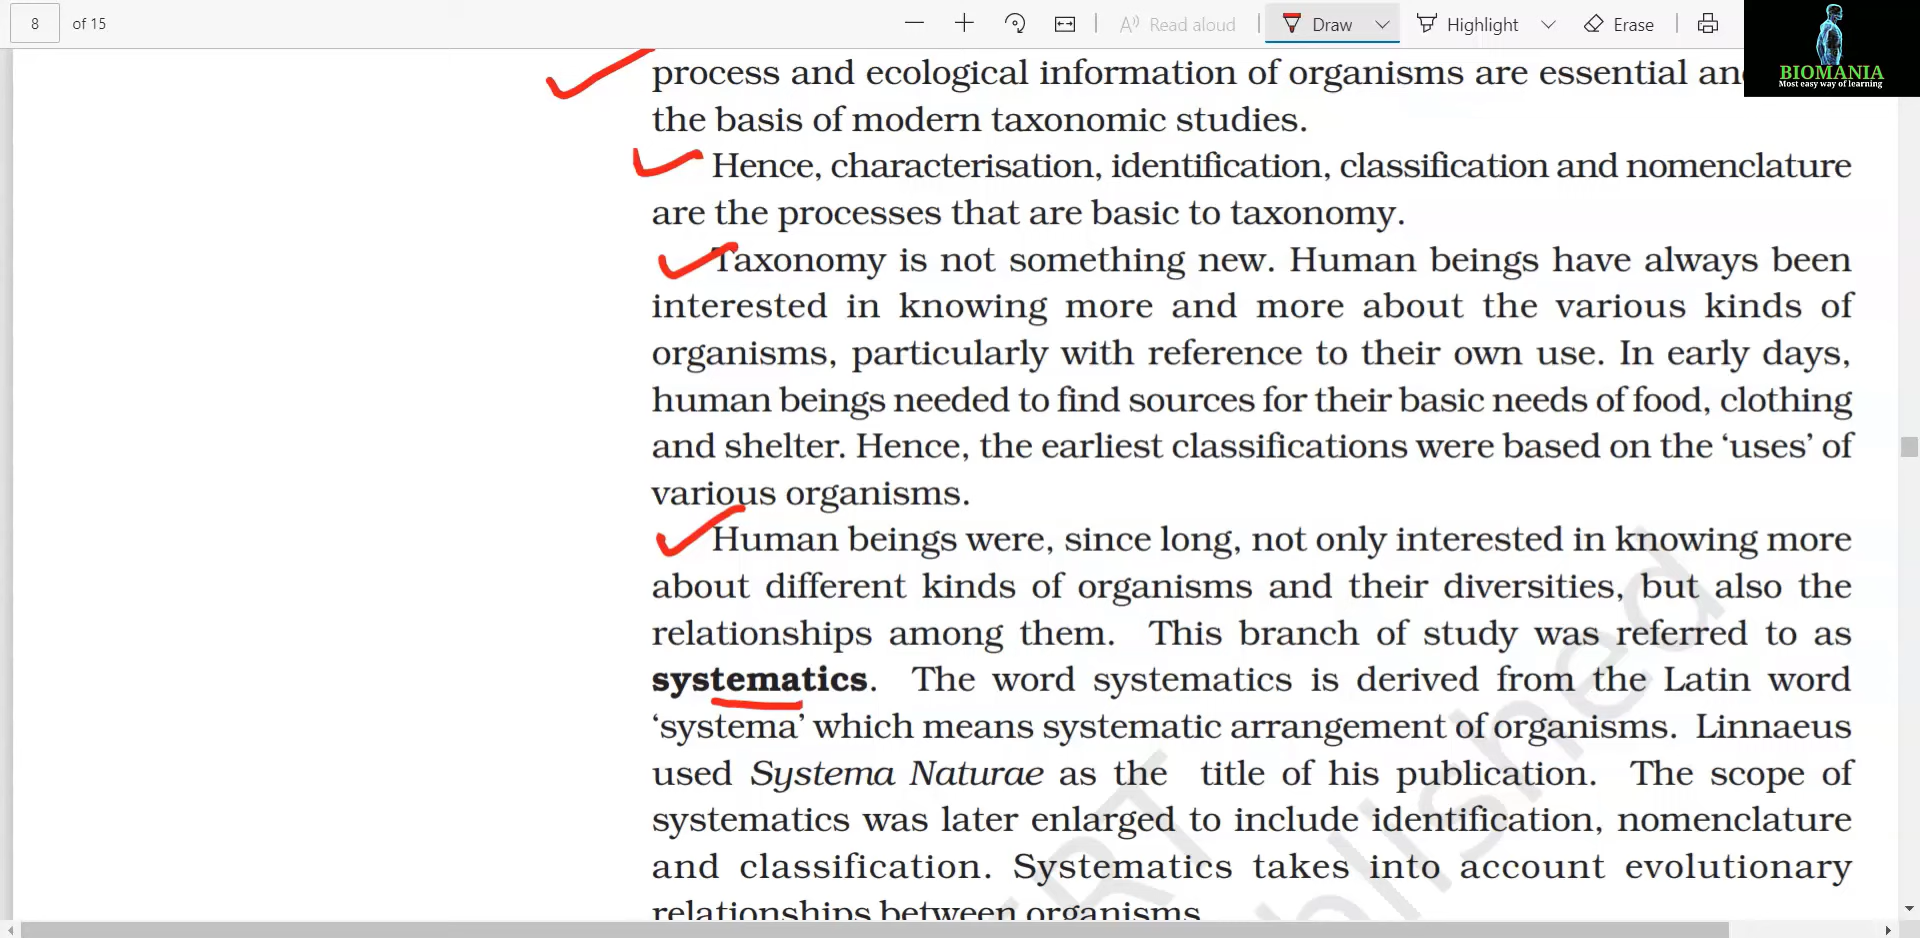 8 of 15 Read aloud Draw Highlight Erase
BIOMANIA
Most easy way of learning
process and ecological information of organisms are essential an
the basis of modern taxonomic studies.
Hence, characterisation, identification, classification and nomenclature
are the processes that are basic to taxonomy.
Taxonomy is not something new. Human beings have always been
interested in knowing more and more about the various kinds of
organisms, particularly with reference to their own use. In early days,
human beings needed to find sources for their basic needs of food, clothing
and shelter. Hence, the earliest classifications were based on the ‘uses’ of
various organisms.
Human beings were, since long, not only interested in knowing more
about different kinds of organisms and their diversities, but also the
relationships among them. This branch of study was referred to as
systematics. The word systematics is derived from the Latin word
‘systema’ which means systematic arrangement of organisms. Linnaeus
used Systema Naturae as the title of his publication. The scope of
systematics was later enlarged to include identification, nomenclature
and classification. Systematics takes into account evolutionary
relationships between organisms.